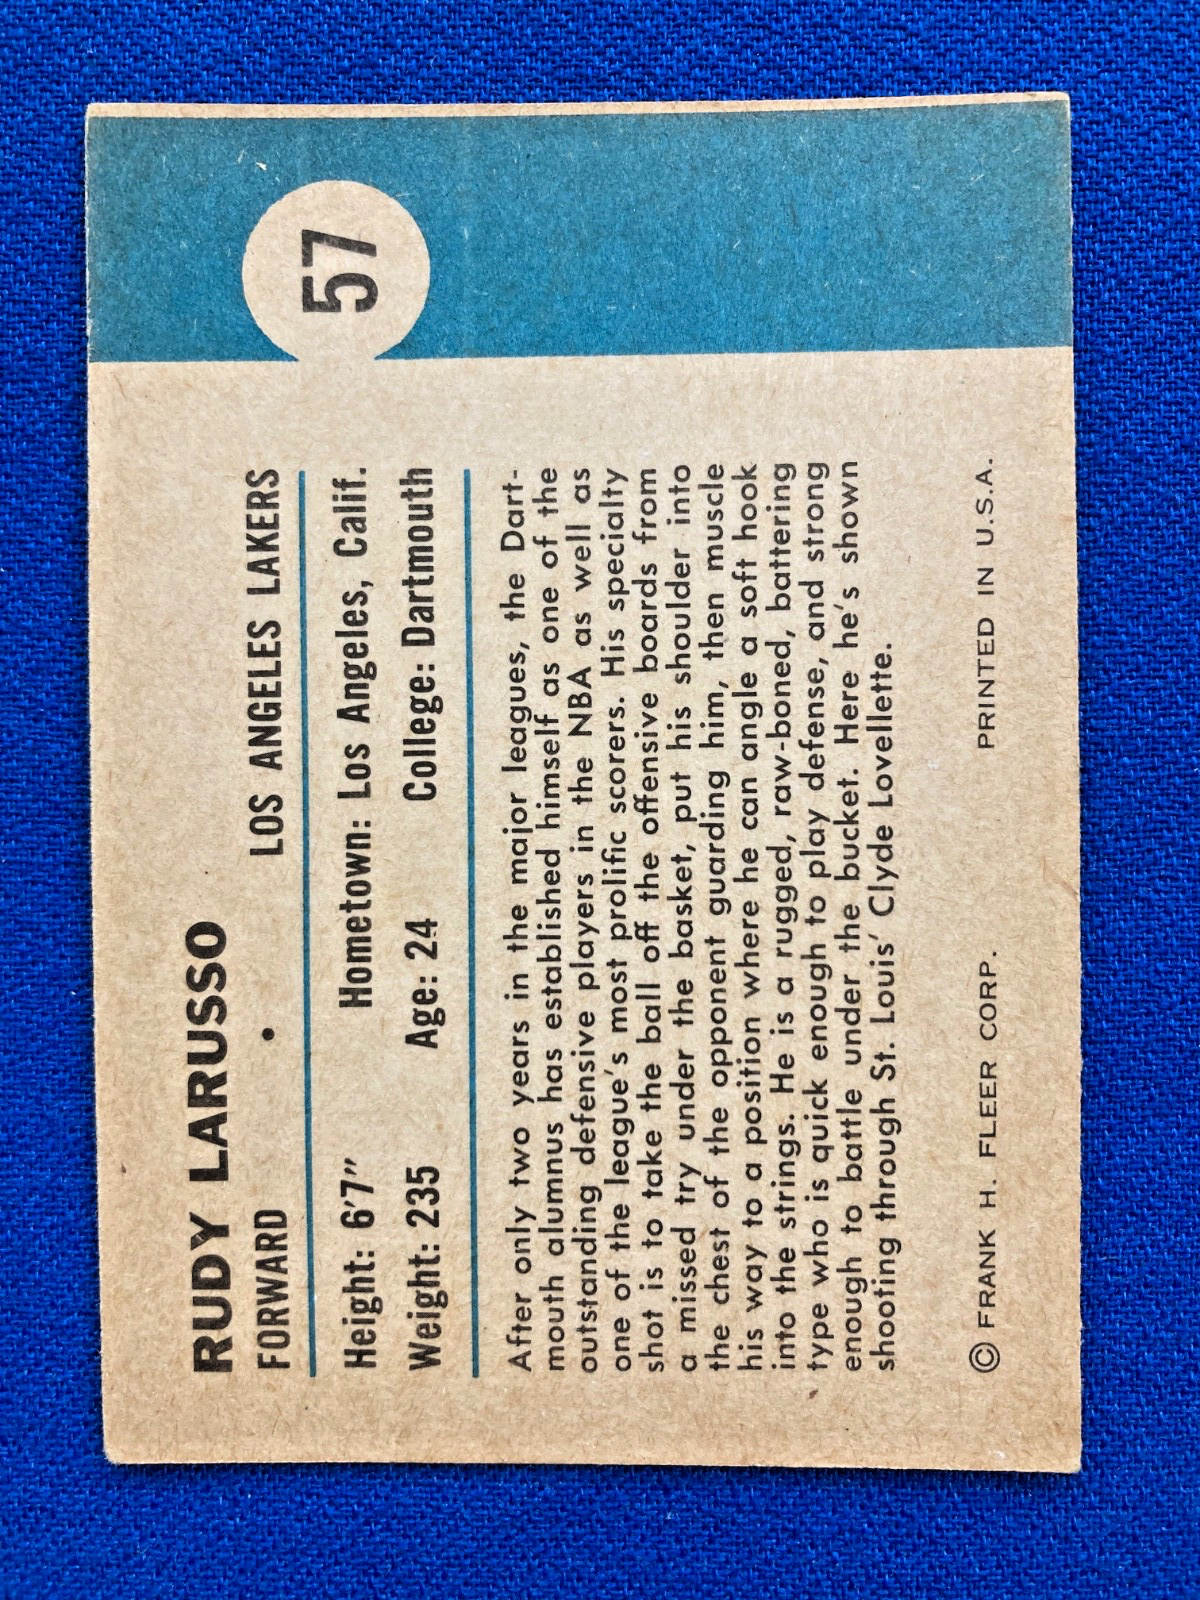 57
RUDY LARUSSO
FORWARD • LOS ANGELES LAKERS
Height: 6'7" Hometown: Los Angeles, Calif.
Weight: 235 Age: 24 College: Dartmouth
After only two years in the major leagues, the Dart-
mouth alumnus has established himself as one of the
outstanding defensive players in the NBA as well as
one of the league's most prolific scorers. His specialty
shot is to take the ball off the offensive boards from
a missed try under the basket, put his shoulder into
the chest of the opponent guarding him, then muscle
his way to a position where he can angle a soft hook
into the strings. He is a rugged, raw-boned, battering
type who is quick enough to play defense, and strong
enough to battle under the bucket. Here he's shown
shooting through St. Louis' Clyde Lovellette.
© FRANK H. FLEER CORP. PRINTED IN U.S.A.